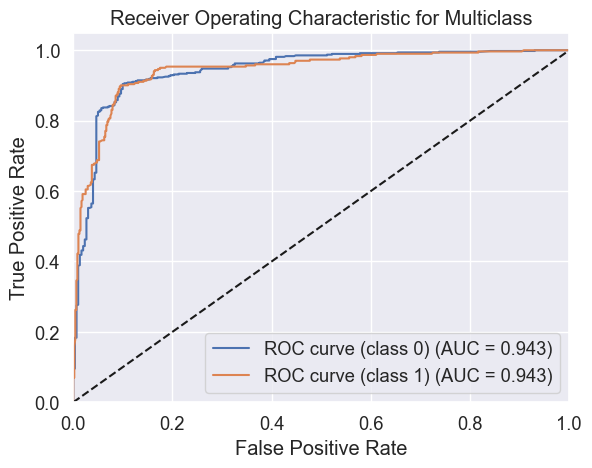 Receiver Operating Characteristic for Multiclass
True Positive Rate
1.0
0.8
0.6
0.4
0.2
0.0
ROC curve (class 0) (AUC = 0.943)
ROC curve (class 1) (AUC = 0.943)
0.0 0.2 0.4 0.6 0.8 1.0
False Positive Rate